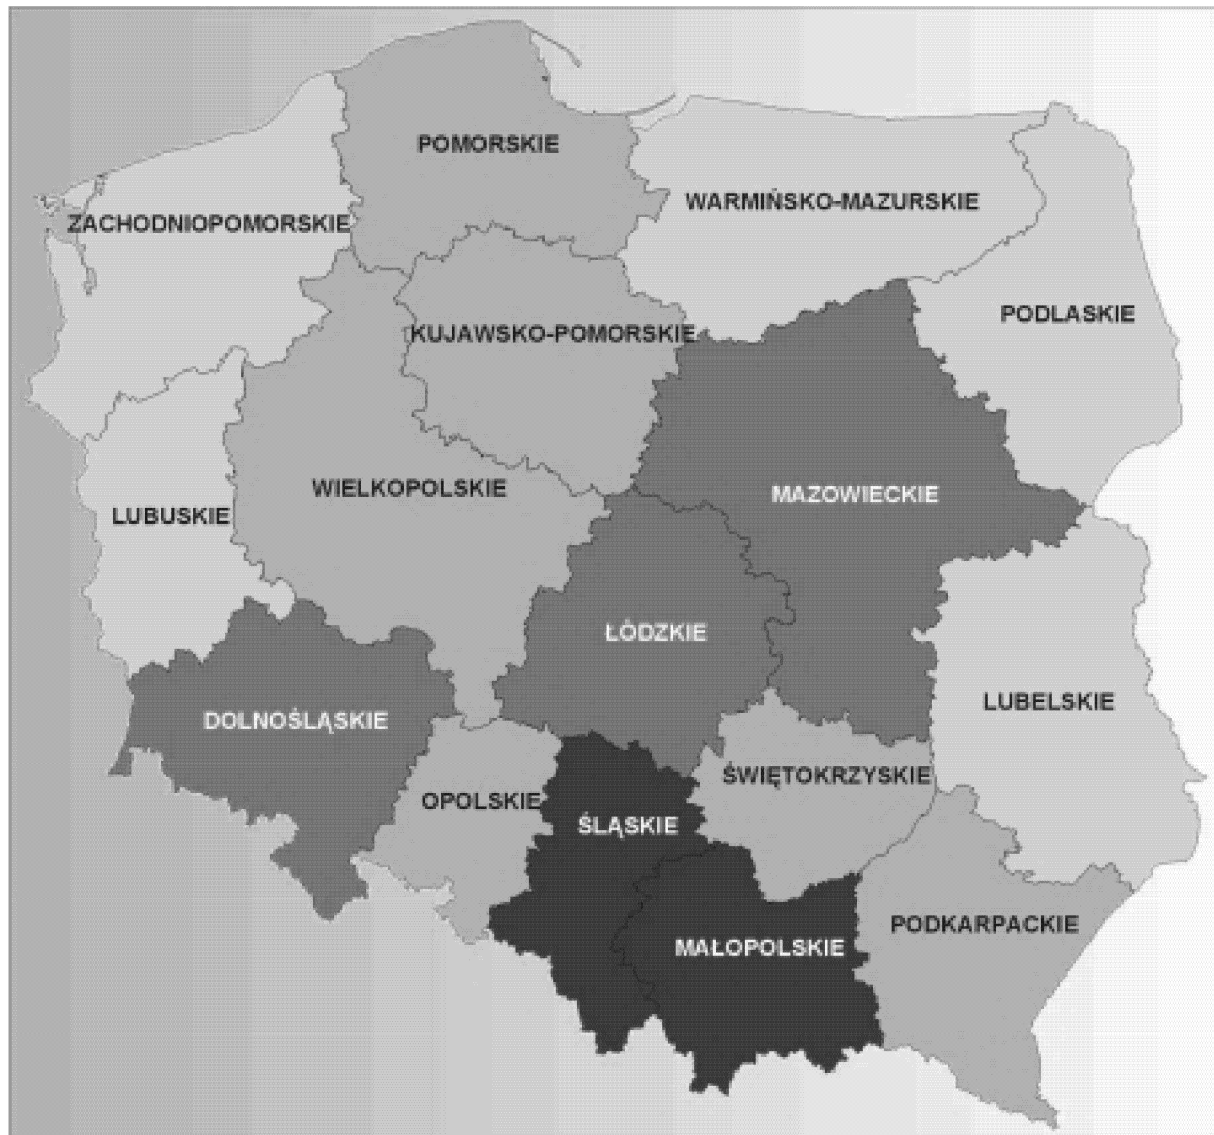 POMORSKIE
WARMIŃSKO-MAZURSKIE
ZACHODNIOPOMORSKIE
PODLASKIE
KUJAWSKO-POMORSKIE
WIELKOPOLSKIE
MAZOWIECKIE
LUBUSKIE
ŁÓDZKIE
LUBELSKIE
DOLNOŚLĄSKIE
ŚWIĘTOKRZYSKIE
OPOLSKIE
ŚLĄSKIE
PODKARPACKIE
MAŁOPOLSKIE